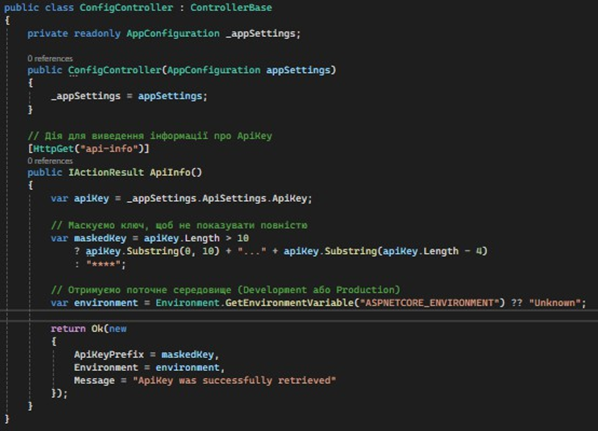 public class ConfigController : ControllerBase
{
    private readonly AppConfiguration _appSettings;
    0 references
    public ConfigController(AppConfiguration appSettings)
    {
        _appSettings = appSettings;
    }
    // Дія для виведення інформації про ApiKey
    [HttpGet("api-info")]
    0 references
    public IActionResult ApiInfo()
    {
        var apiKey = _appSettings.ApiSettings.ApiKey;
        // Маскуємо ключ, щоб не показувати повністю
        var maskedKey = apiKey.Length > 10
            ? apiKey.Substring(0, 10) + "..." + apiKey.Substring(apiKey.Length - 4)
            : "****";
        // Отримуємо поточне середовище (Development або Production)
        var environment = Environment.GetEnvironmentVariable("ASPNETCORE_ENVIRONMENT") ?? "Unknown";
        return Ok(new
        {
            ApiKeyPrefix = maskedKey,
            Environment = environment,
            Message = "ApiKey was successfully retrieved"
        });
    }
}